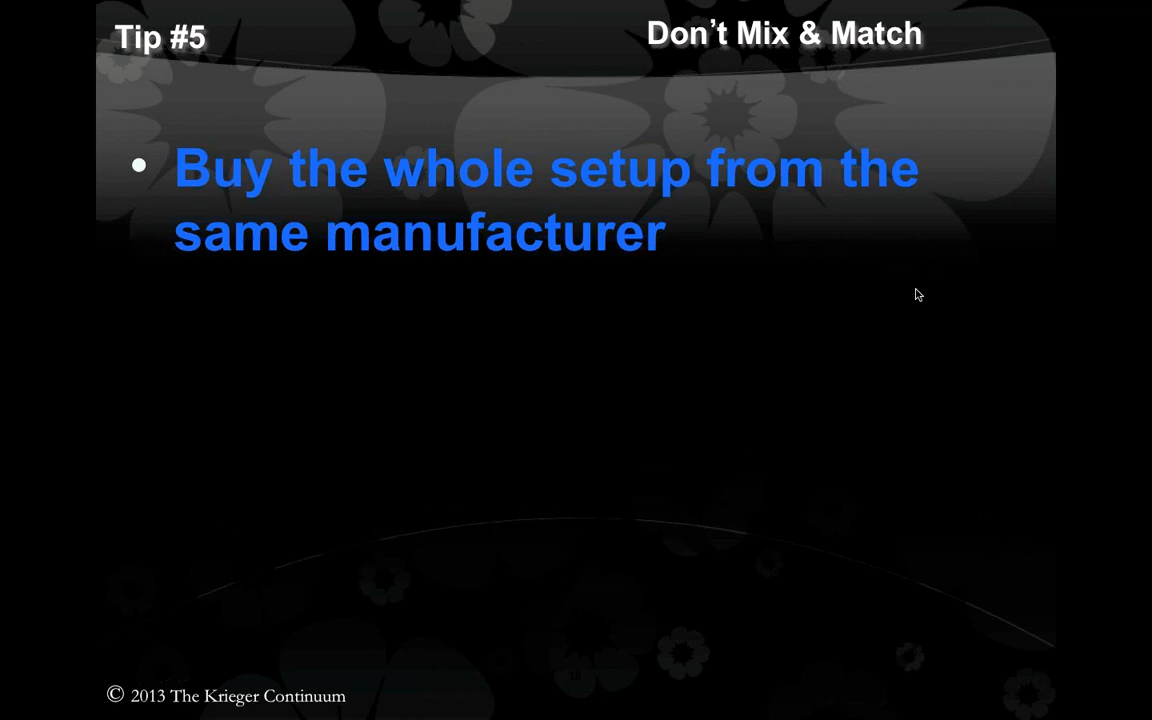 Tip #5
Don’t Mix & Match
• Buy the whole setup from the
same manufacturer
© 2013 The Krieger Continuum